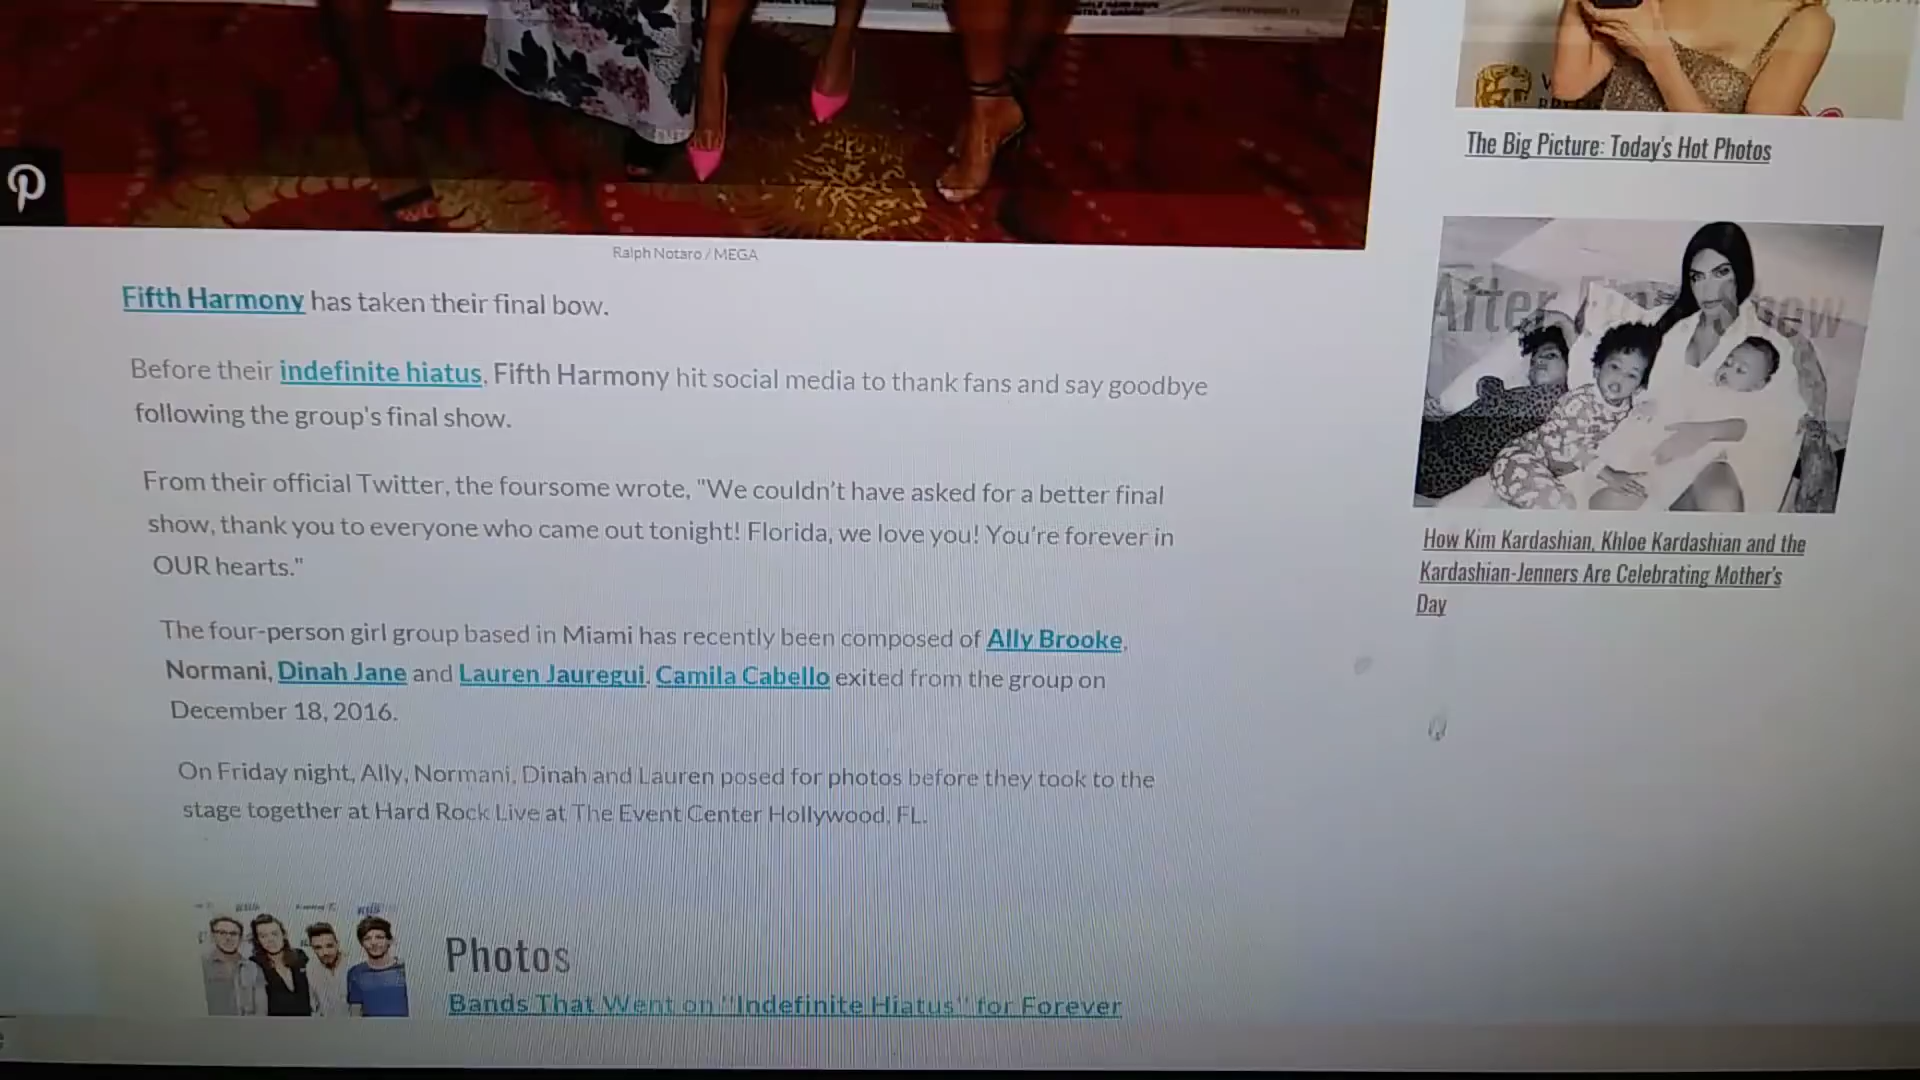 The Big Picture: Today's Hot Photos
Ralph Notaro / MEGA
Fifth Harmony has taken their final bow.
Before their indefinite hiatus, Fifth Harmony hit social media to thank fans and say goodbye
following the group's final show.
From their official Twitter, the foursome wrote, "We couldn't have asked for a better final
show, thank you to everyone who came out tonight! Florida, we love you! You're forever in
OUR hearts."
The four-person girl group based in Miami has recently been composed of Ally Brooke,
Normani, Dinah Jane and Lauren Jauregui. Camila Cabello exited from the group on
December 18, 2016.
On Friday night, Ally, Normani, Dinah and Lauren posed for photos before they took to the
stage together at Hard Rock Live at The Event Center Hollywood, FL.
After
How Kim Kardashian, Khloe Kardashian and the
Kardashian-Jenners Are Celebrating Mother's
Day
Photos
Bands That Went on "Indefinite Hiatus" for Forever